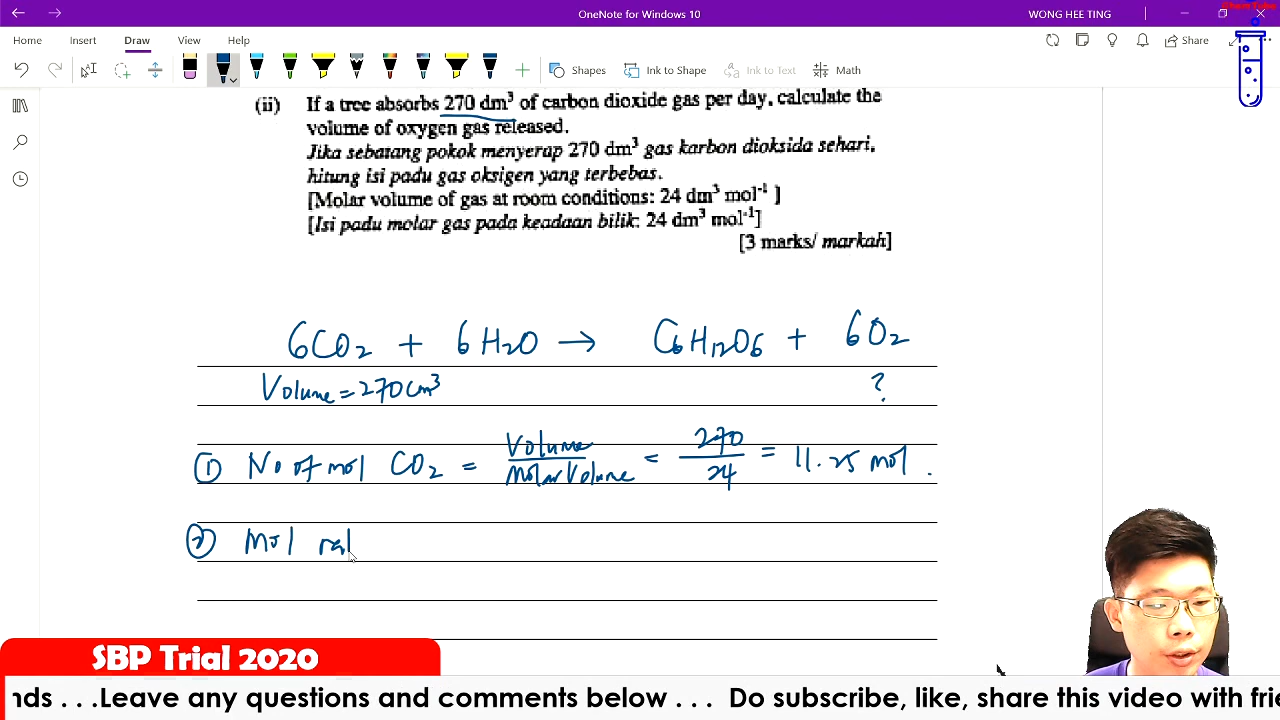 OneNote for Windows 10
WONG HEE TING
Home Insert Draw View Help
Share
Shapes Ink to Shape Ink to Text Math
(ii) If a tree absorbs 270 dm³ of carbon dioxide gas per day, calculate the
volume of oxygen gas released.
Jika sebatang pokok menyerap 270 dm³ gas karbon dioksida sehari,
hitung isi padu gas oksigen yang terbebas.
[Molar volume of gas at room conditions: 24 dm³ mol⁻¹ ]
[Isi padu molar gas pada keadaan bilik: 24 dm³ mol⁻¹]
[3 marks/ markah]
6CO₂ + 6H₂O → C₆H₁₂O₆ + 6O₂
Volume = 270cm³ ?
① No of mol CO₂ = Volume/Molar Volume = 270/24 = 11.25 mol.
② Mol rat
SBP Trial 2020
nds . . .Leave any questions and comments below . . . Do subscribe, like, share this video with frie